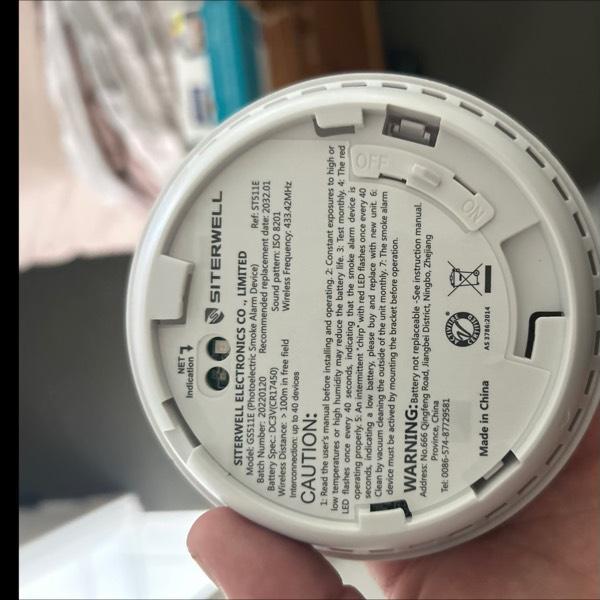 SITERWELL
NET
Indication
SITERWELL ELECTRONICS CO ., LIMITED
Model: GS511E (Photoelectric Smoke Alarm Device) Ref: ST511E
Batch Number: 20220120 Recommended replacement date: 2032.01
Battery Spec.: DC3V(CR17450) Sound pattern: ISO 8201
Wireless Distance: >100m in free field Wireless Frequency: 433.42MHz
Interconnection: up to 40 devices
CAUTION:
1: Read the user's manual before installing and operating. 2: Constant exposures to high or
low temperatures or high humidity may reduce the battery life. 3: Test monthly. 4: The red
LED flashes once every 40 seconds, indicating that the smoke alarm device is
operating properly. 5: An intermittent "chirp" with red LED flashes once every 40
seconds, indicating a low battery, please buy and replace with new unit. 6:
Clean by vacuum cleaning the outside of the unit monthly. 7: The smoke alarm
device must be actived by mounting the bracket before operation.
WARNING: Battery not replaceable -See instruction manual.
Address: No.666 Qingfeng Road, Jiangbei District, Ningbo, Zhejiang
Province, China
Tel: 0086-574-87729581
AS 3786:2014
Made in China
OFF
ON